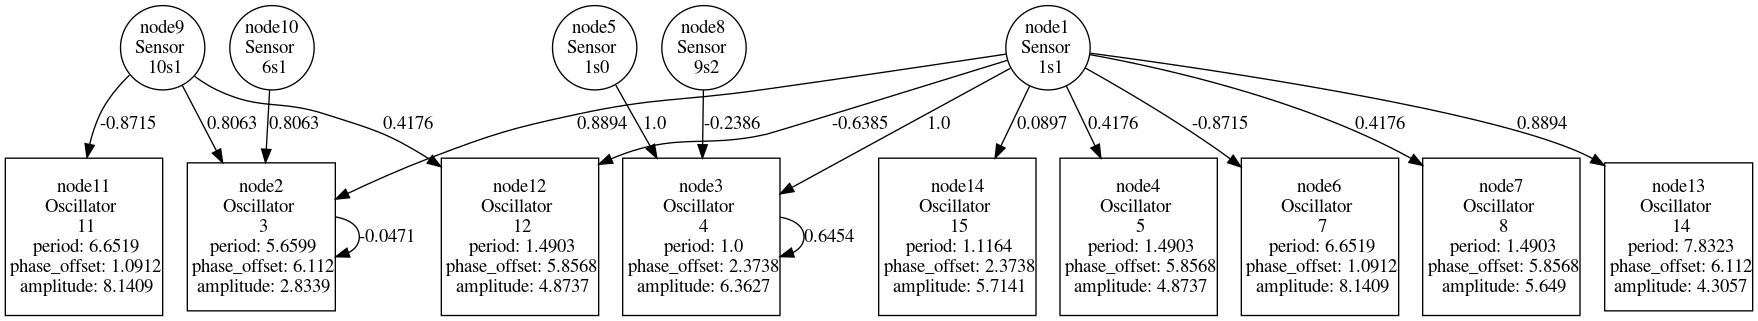 node9
Sensor
10s1
node10
Sensor
6s1
node5
Sensor
1s0
node8
Sensor
9s2
node1
Sensor
1s1
-0.8715
0.8063
0.8063
0.4176
0.8894
1.0
-0.2386
-0.6385
1.0
0.0897
0.4176
-0.8715
0.4176
0.8894
node11
Oscillator
11
period: 6.6519
phase_offset: 1.0912
amplitude: 8.1409
node2
Oscillator
3
period: 5.6599
phase_offset: 6.112
amplitude: 2.8339
-0.0471
node12
Oscillator
12
period: 1.4903
phase_offset: 5.8568
amplitude: 4.8737
node3
Oscillator
4
period: 1.0
phase_offset: 2.3738
amplitude: 6.3627
0.6454
node14
Oscillator
15
period: 1.1164
phase_offset: 2.3738
amplitude: 5.7141
node4
Oscillator
5
period: 1.4903
phase_offset: 5.8568
amplitude: 4.8737
node6
Oscillator
7
period: 6.6519
phase_offset: 1.0912
amplitude: 8.1409
node7
Oscillator
8
period: 1.4903
phase_offset: 5.8568
amplitude: 5.649
node13
Oscillator
14
period: 7.8323
phase_offset: 6.112
amplitude: 4.3057